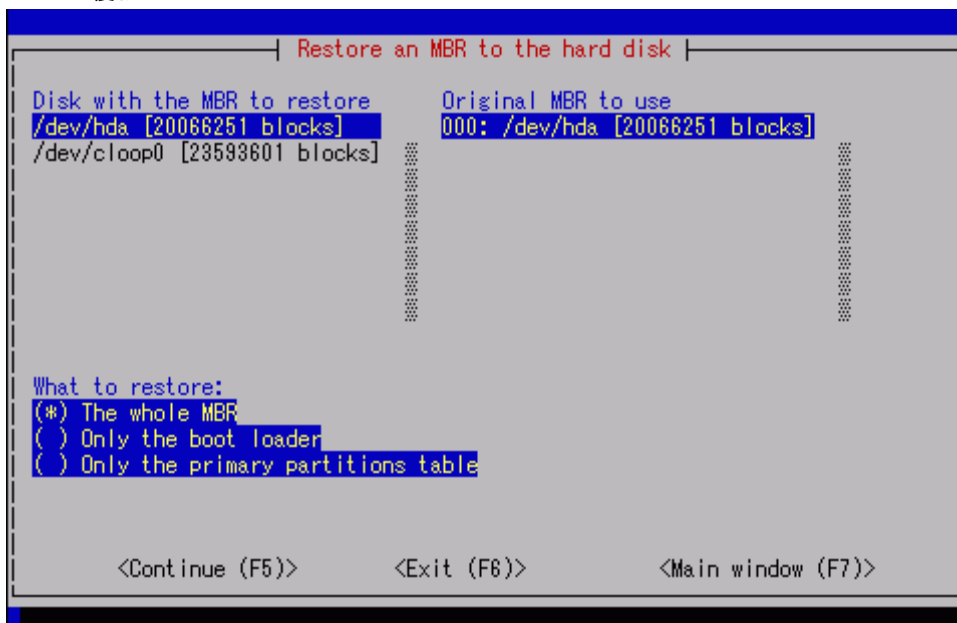 Restore an MBR to the hard disk
Disk with the MBR to restore
/dev/hda [20066251 blocks]
/dev/cloop0 [23593601 blocks]
Original MBR to use
000: /dev/hda [20066251 blocks]
What to restore:
(*) The whole MBR
( ) Only the boot loader
( ) Only the primary partitions table
<Continue (F5)> <Exit (F6)> <Main window (F7)>